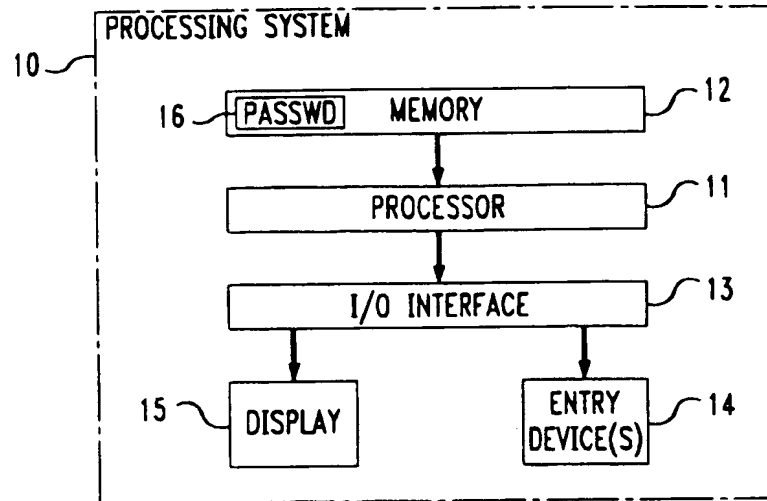 PROCESSING SYSTEM
10
16
PASSWD
MEMORY
12
PROCESSOR
11
I/O INTERFACE
13
15
DISPLAY
ENTRY
DEVICE(S)
14